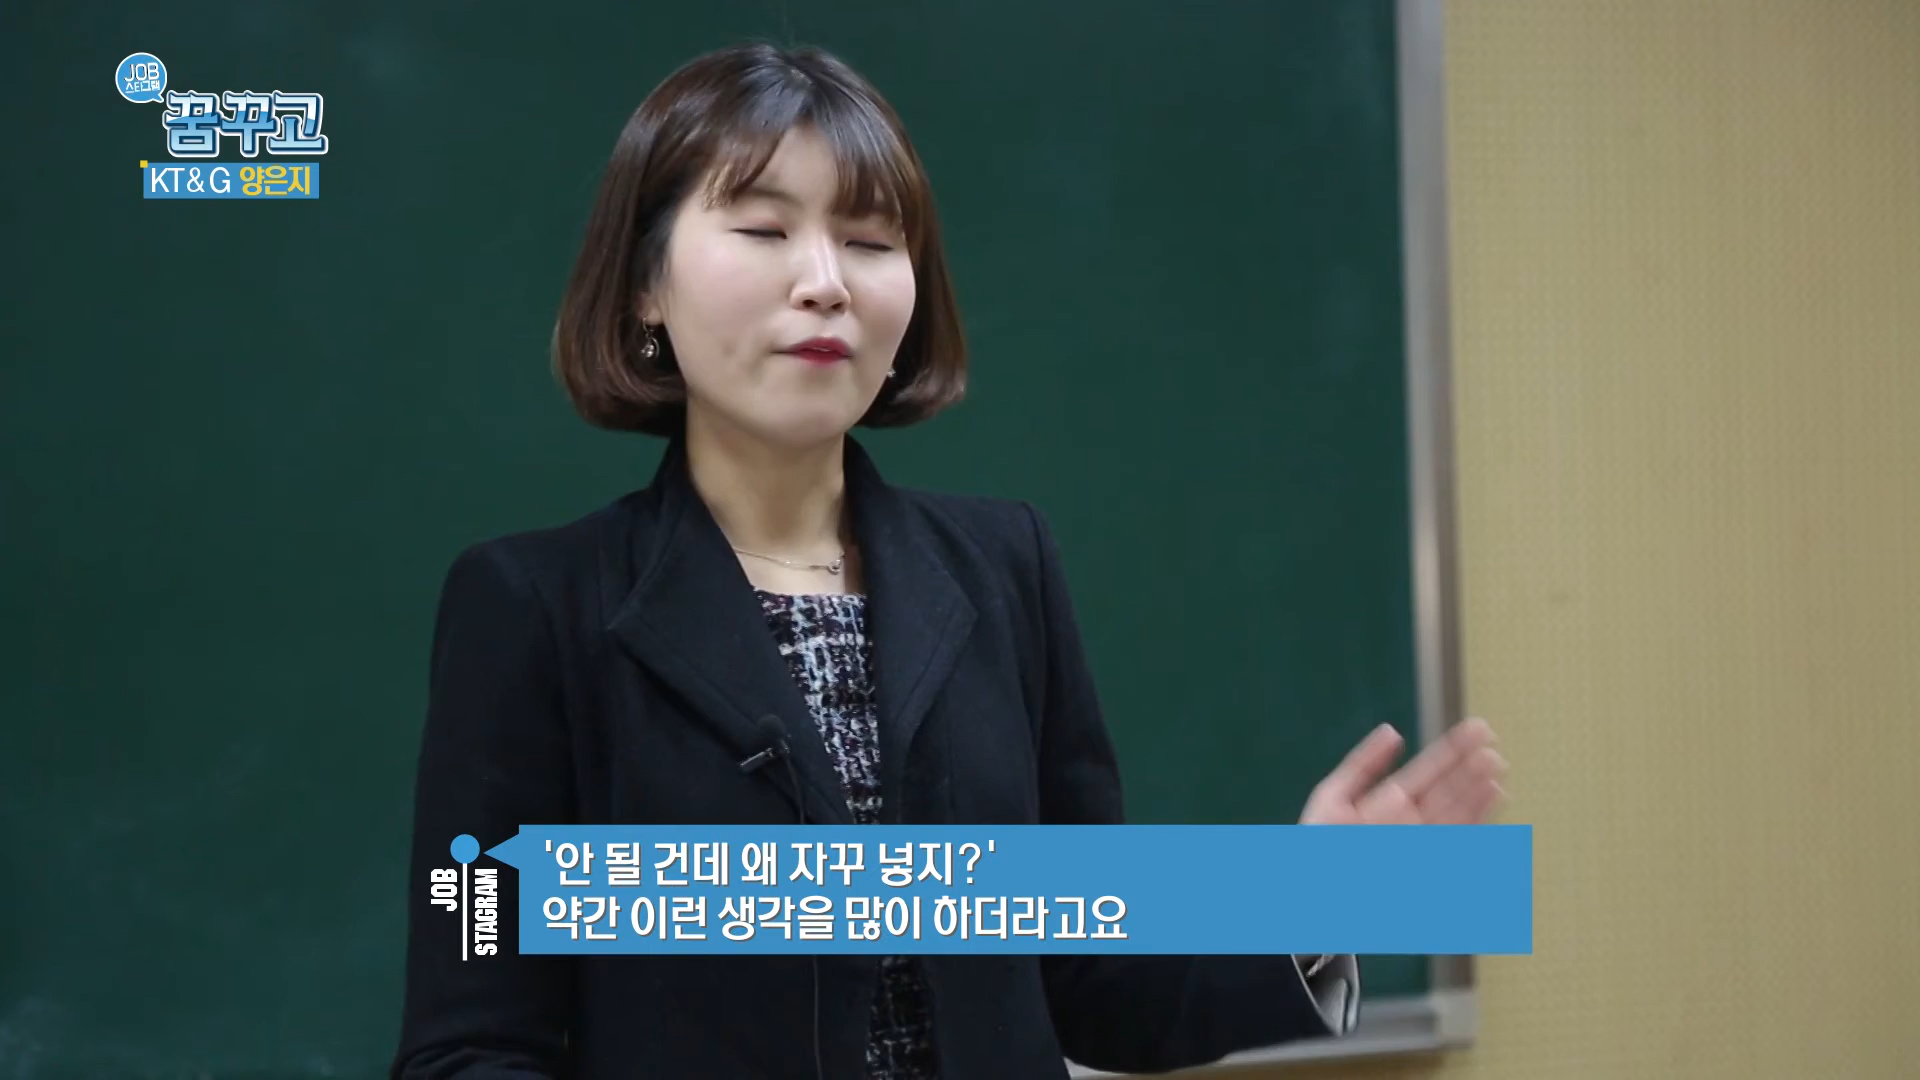 JOB
스타그램
꿈꾸고
KT&G 양은지
'안 될 건데 왜 자꾸 넣지?'
약간 이런 생각을 많이 하더라고요
JOB
STAGRAM